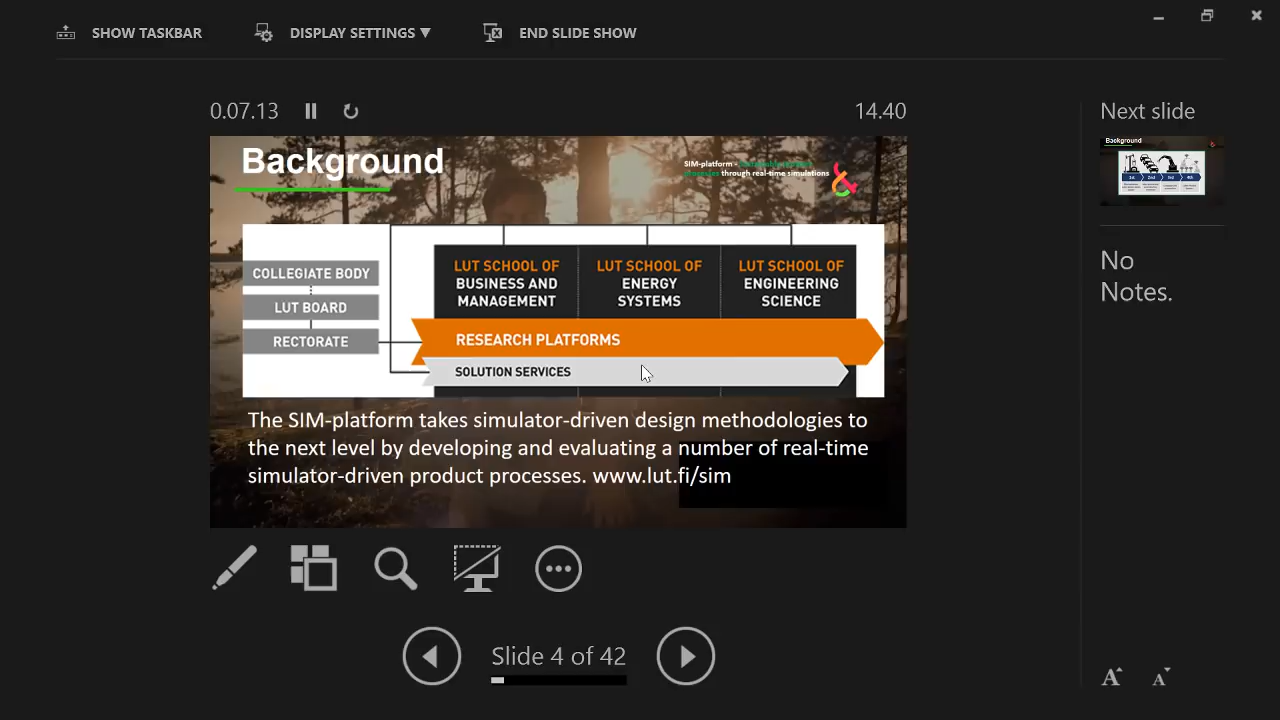 SHOW TASKBAR
DISPLAY SETTINGS ▼
END SLIDE SHOW
0.07.13
14.40
Next slide
Background
SIM-platform -
through real-time simulations
COLLEGIATE BODY
LUT BOARD
RECTORATE
LUT SCHOOL OF
BUSINESS AND
MANAGEMENT
LUT SCHOOL OF
ENERGY
SYSTEMS
LUT SCHOOL OF
ENGINEERING
SCIENCE
RESEARCH PLATFORMS
SOLUTION SERVICES
The SIM-platform takes simulator-driven design methodologies to
the next level by developing and evaluating a number of real-time
simulator-driven product processes. www.lut.fi/sim
Background
1st
2nd
3rd
4th
No
Notes.
Slide 4 of 42
A
A